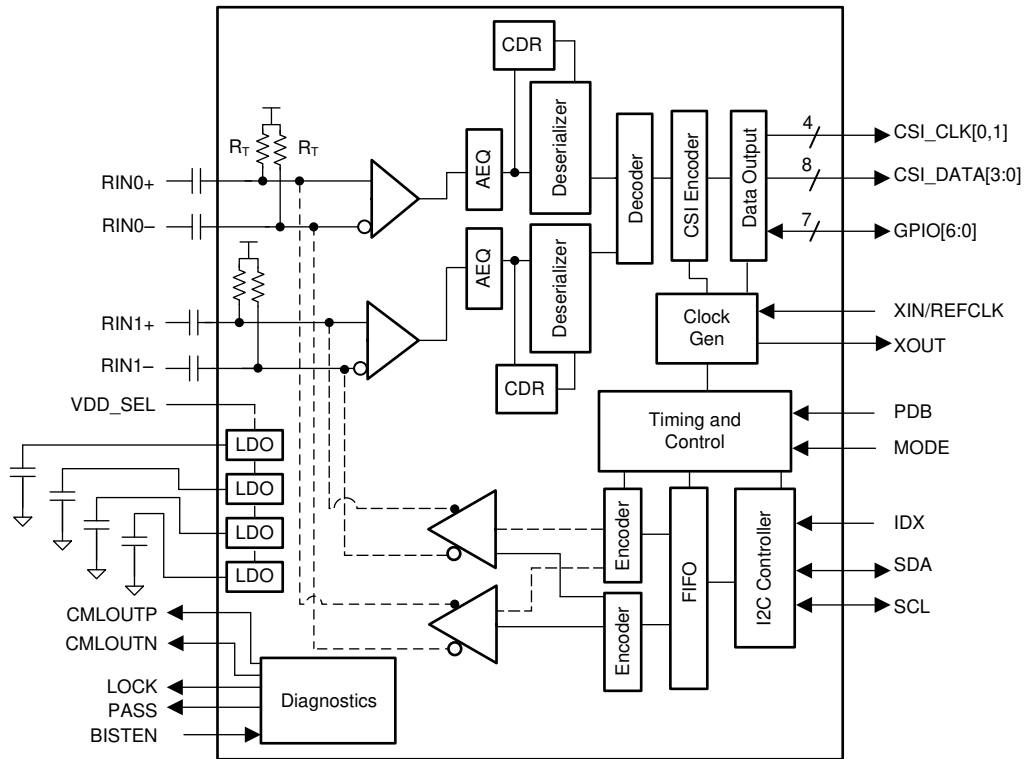 CDR
Deserializer
AEQ
RT
RT
RIN0+
RIN0–
Decoder
CSI Encoder
Data Output
4
CSI_CLK[0,1]
8
CSI_DATA[3:0]
7
GPIO[6:0]
AEQ
Deserializer
CDR
RIN1+
RIN1–
Clock
Gen
XIN/REFCLK
XOUT
VDD_SEL
LDO
LDO
LDO
LDO
Timing and
Control
PDB
MODE
Encoder
Encoder
FIFO
I2C Controller
IDX
SDA
SCL
CMLOUTP
CMLOUTN
LOCK
PASS
BISTEN
Diagnostics